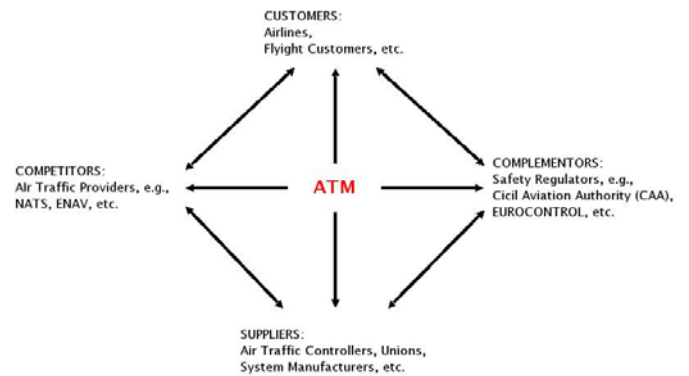 CUSTOMERS:
Airlines,
Flyight Customers, etc.
COMPETITORS:
AIr Traffic Providers, e.g.,
NATS, ENAV, etc.
ATM
COMPLEMENTORS:
Safety Regulators, e.g.,
Cicil Aviation Authority (CAA),
EUROCONTROL, etc.
SUPPLIERS:
Air Traffic Controllers, Unions,
System Manufacturers, etc.